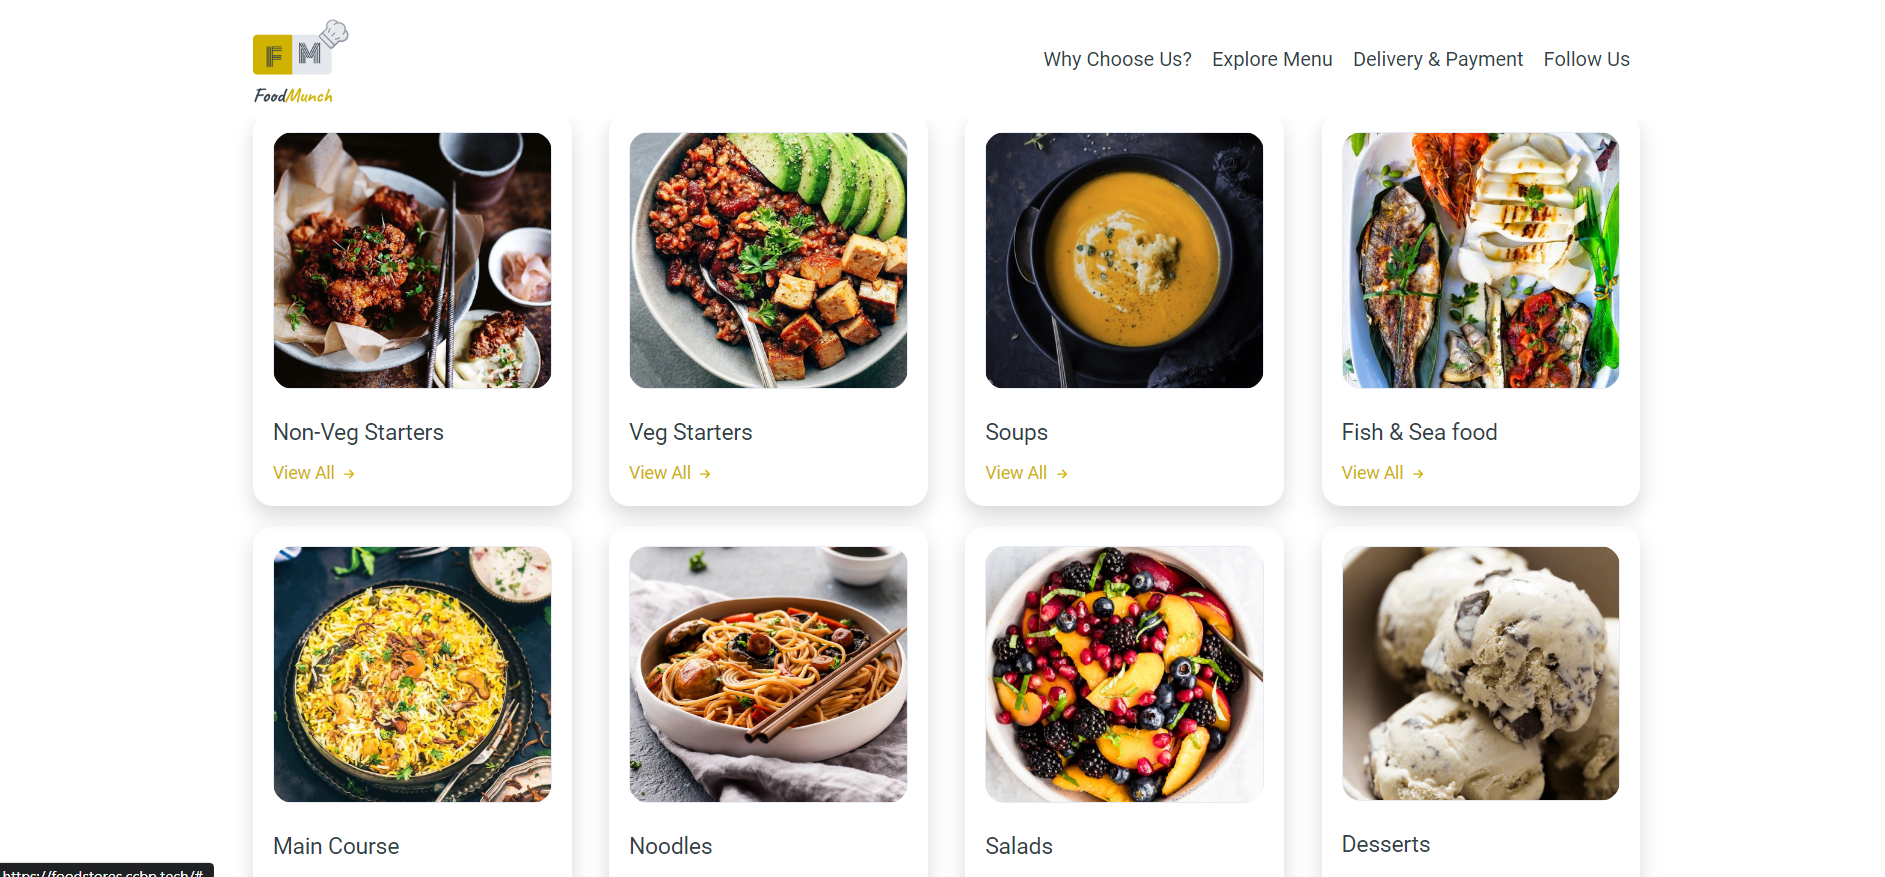 F M
FoodMunch
Why Choose Us? Explore Menu Delivery & Payment Follow Us
Non-Veg Starters
View All →
Veg Starters
View All →
Soups
View All →
Fish & Sea food
View All →
Main Course
Noodles
Salads
Desserts
https://foodstores.ccbp.tech/#